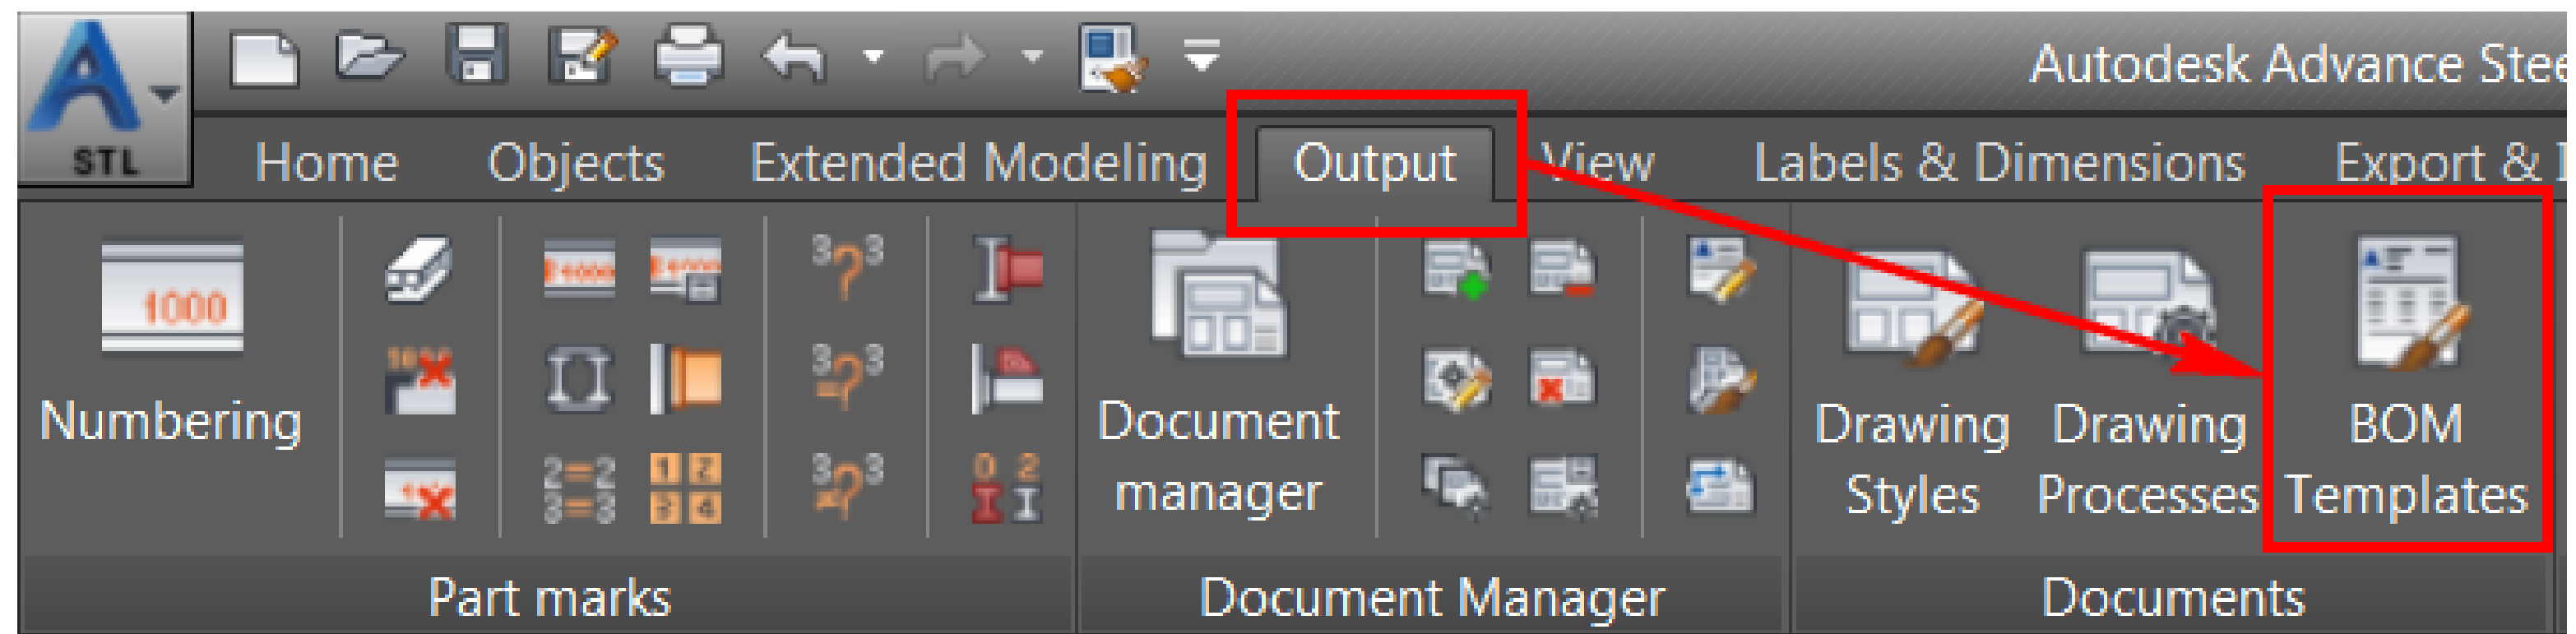 Autodesk Advance Stee
STL
Home Objects Extended Modeling Output View Labels & Dimensions Export &
1000
Numbering
Document
manager
Drawing
Styles
Drawing
Processes
BOM
Templates
Part marks Document Manager Documents